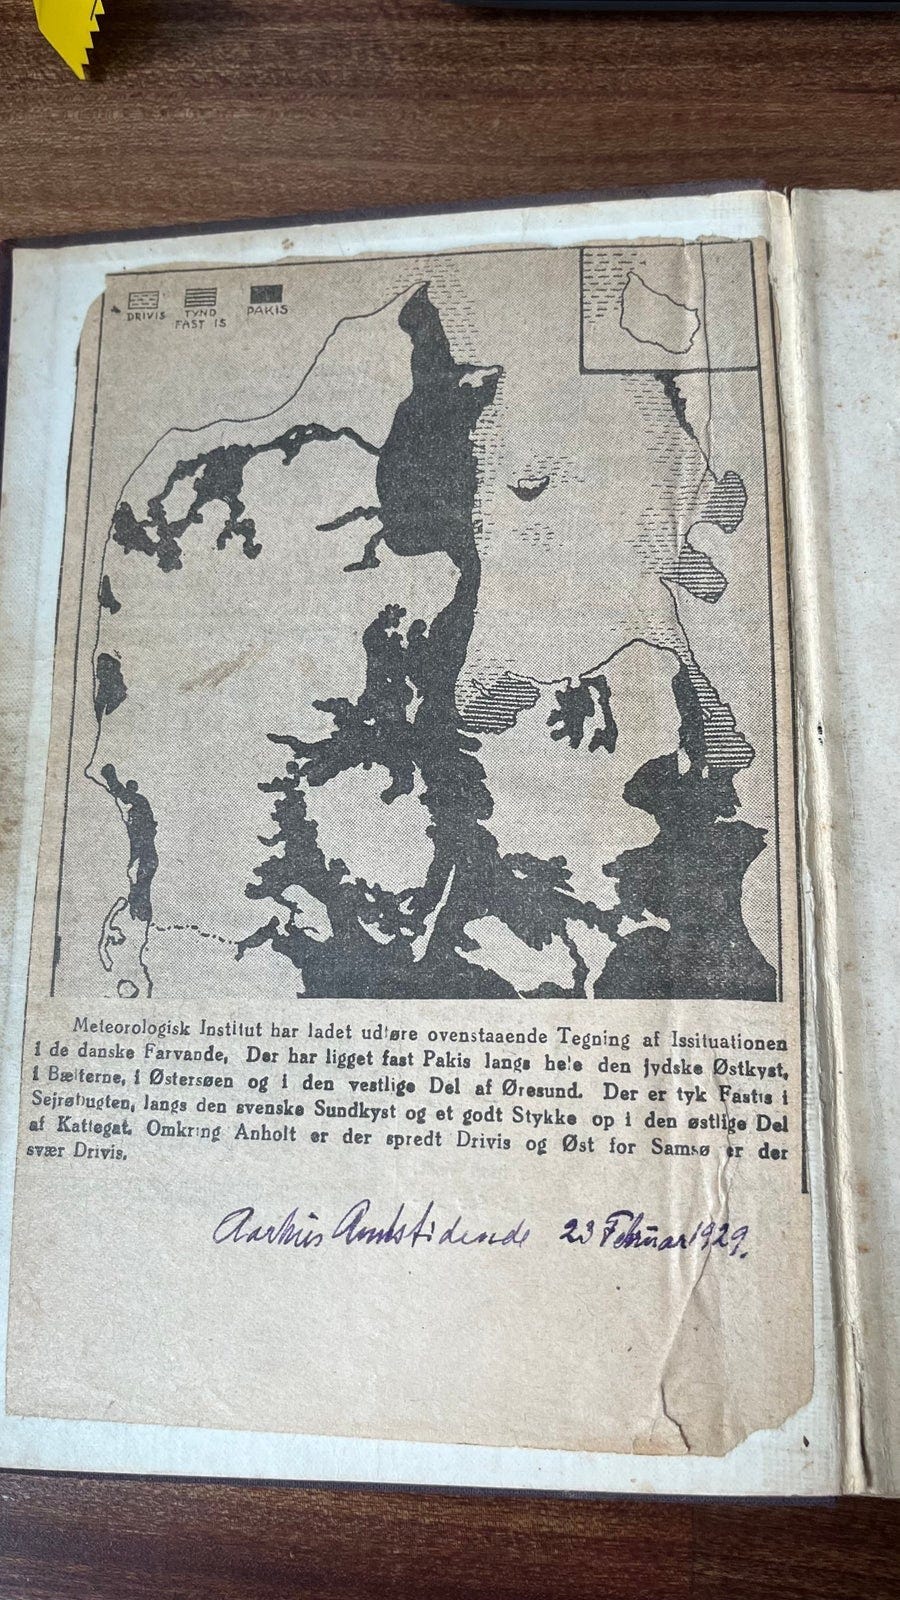 DRIVIS
TYND
FAST IS
PAKIS
Meteorologisk Institut har ladet udføre ovenstaaende Tegning af Issituationen
i de danske Farvande. Der har ligget fast Pakis langs hele den jydske Østkyst,
i Bælterne, i Østersøen og i den vestlige Del af Øresund. Der er tyk Fastis i
Sejrøbugten, langs den svenske Sundkyst og et godt Stykke op i den østlige Del
af Kattegat. Omkring Anholt er der spredt Drivis og Øst for Samsø er der
svær Drivis.
Aarhus Amtstidende 23 Februar 1929.